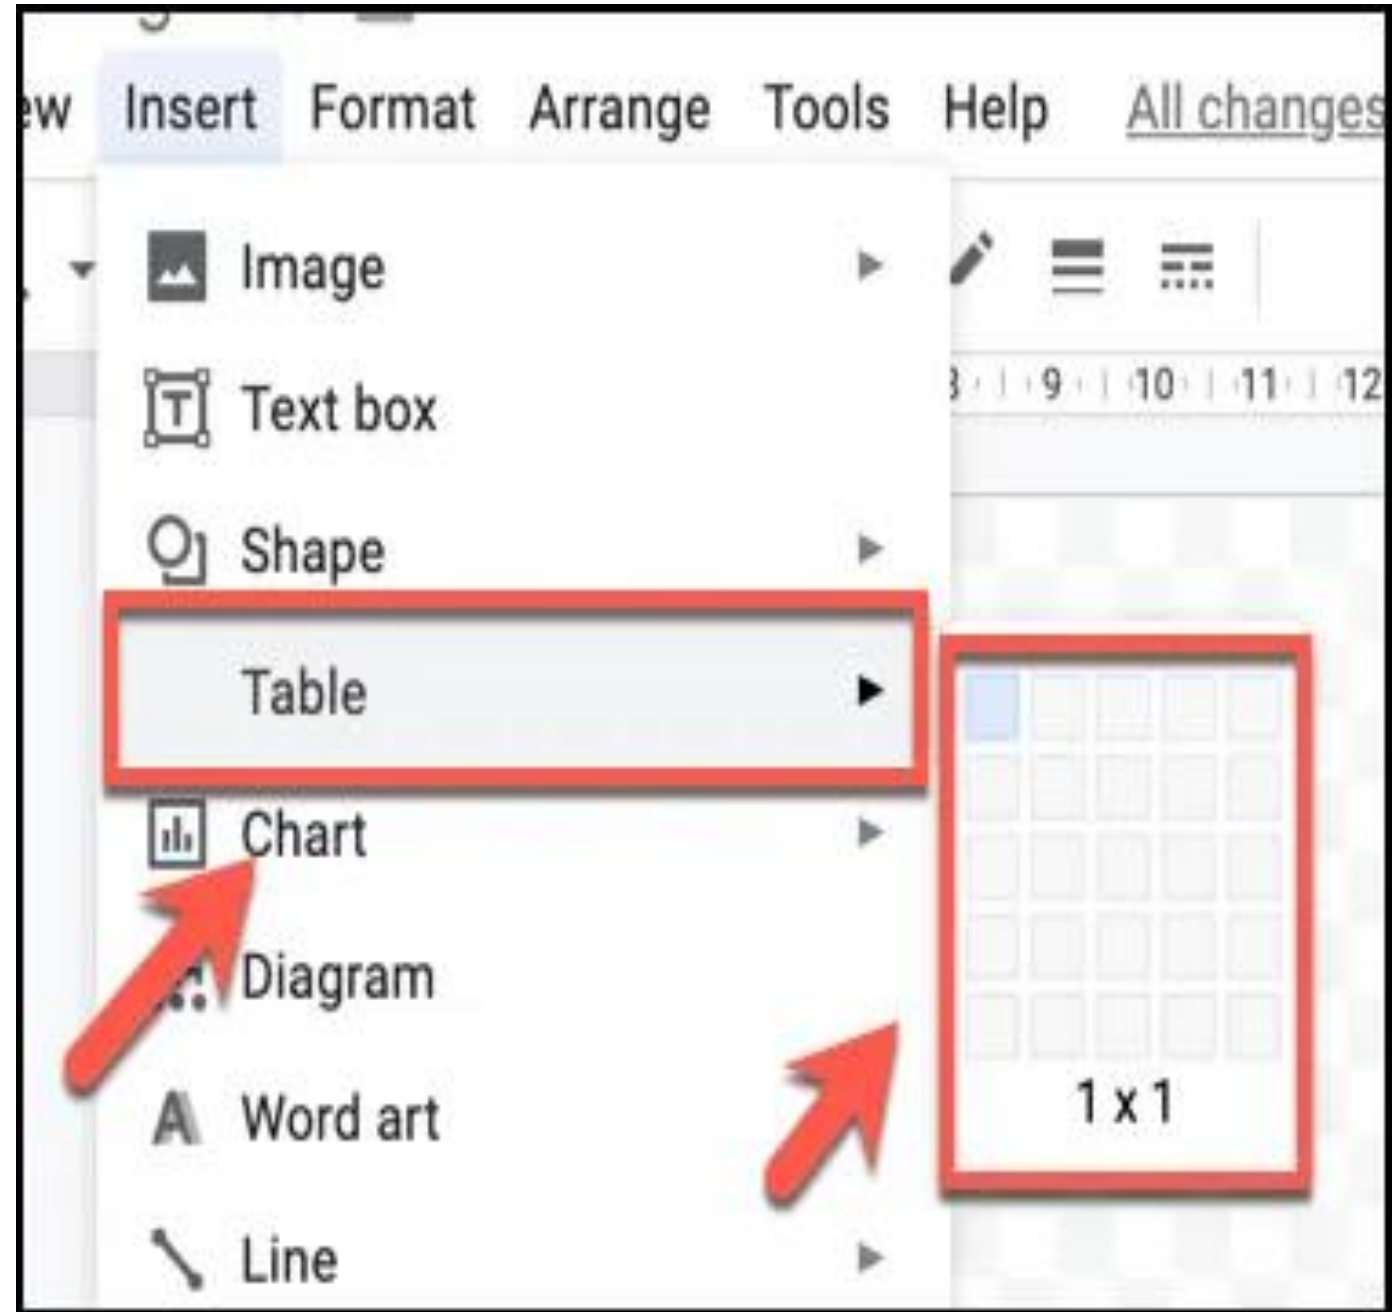 ew Insert Format Arrange Tools Help All changes
Image
9 10 11 12
Text box
Shape
Table
Chart
Diagram
1 x 1
Word art
Line